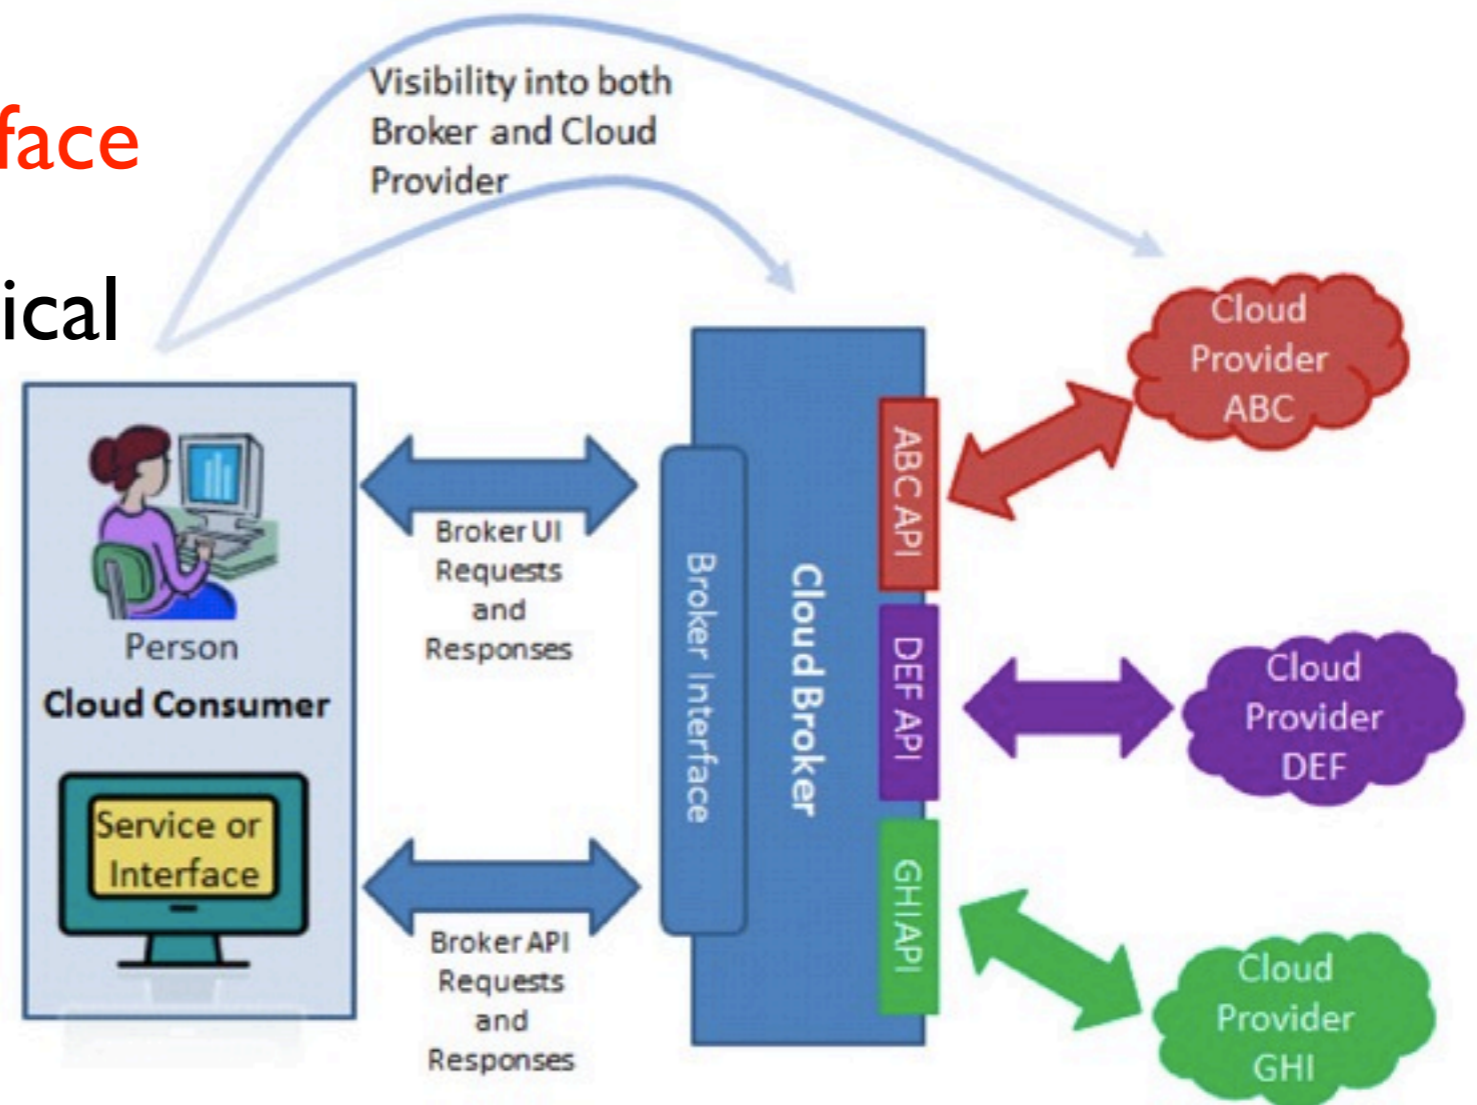 face
ical
Visibility into both
Broker and Cloud
Provider
Person
Cloud Consumer
Service or
Interface
Broker UI
Requests
and
Responses
Broker API
Requests
and
Responses
Broker Interface
Cloud Broker
ABC API
DEF API
GHI API
Cloud
Provider
ABC
Cloud
Provider
DEF
Cloud
Provider
GHI